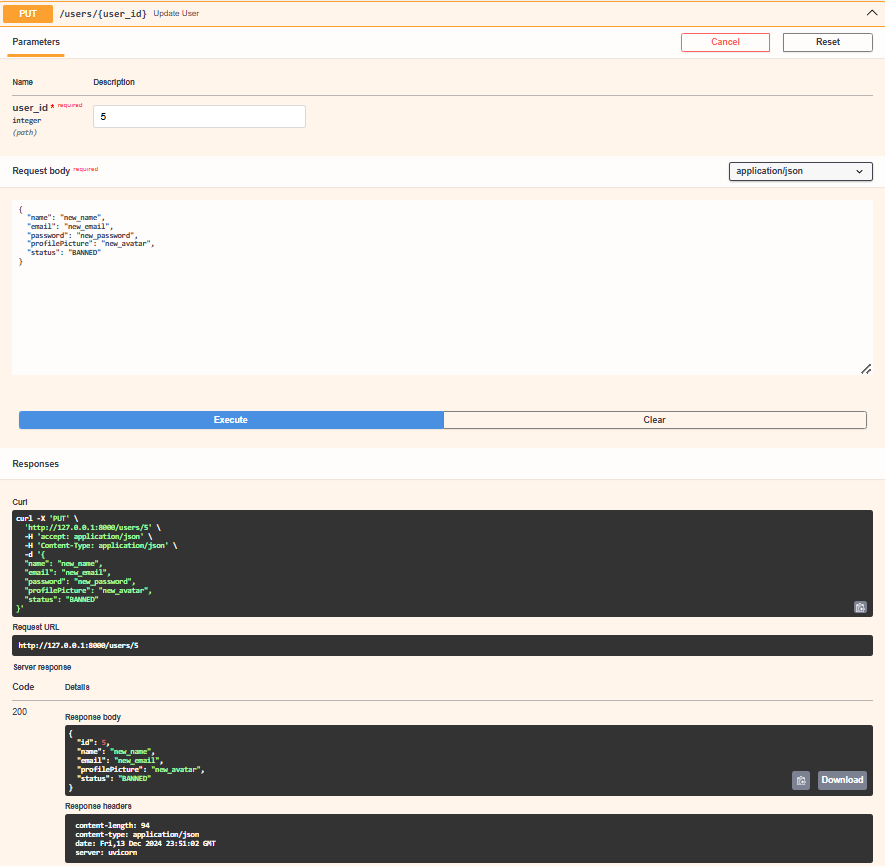 PUT /users/{user_id} Update User
Parameters
Cancel
Reset
Name Description
user_id * required
integer
(path)
5
Request body required
application/json
{
  "name": "new_name",
  "email": "new_email",
  "password": "new_password",
  "profilePicture": "new_avatar",
  "status": "BANNED"
}
Execute
Clear
Responses
Curl
curl -X 'PUT' \
  'http://127.0.0.1:8000/users/5' \
  -H 'accept: application/json' \
  -H 'Content-Type: application/json' \
  -d '{
  "name": "new_name",
  "email": "new_email",
  "password": "new_password",
  "profilePicture": "new_avatar",
  "status": "BANNED"
}'
Request URL
http://127.0.0.1:8000/users/5
Server response
Code Details
200
Response body
{
  "id": 5,
  "name": "new_name",
  "email": "new_email",
  "profilePicture": "new_avatar",
  "status": "BANNED"
}
Download
Response headers
content-length: 94
content-type: application/json
date: Fri,13 Dec 2024 23:51:02 GMT
server: uvicorn